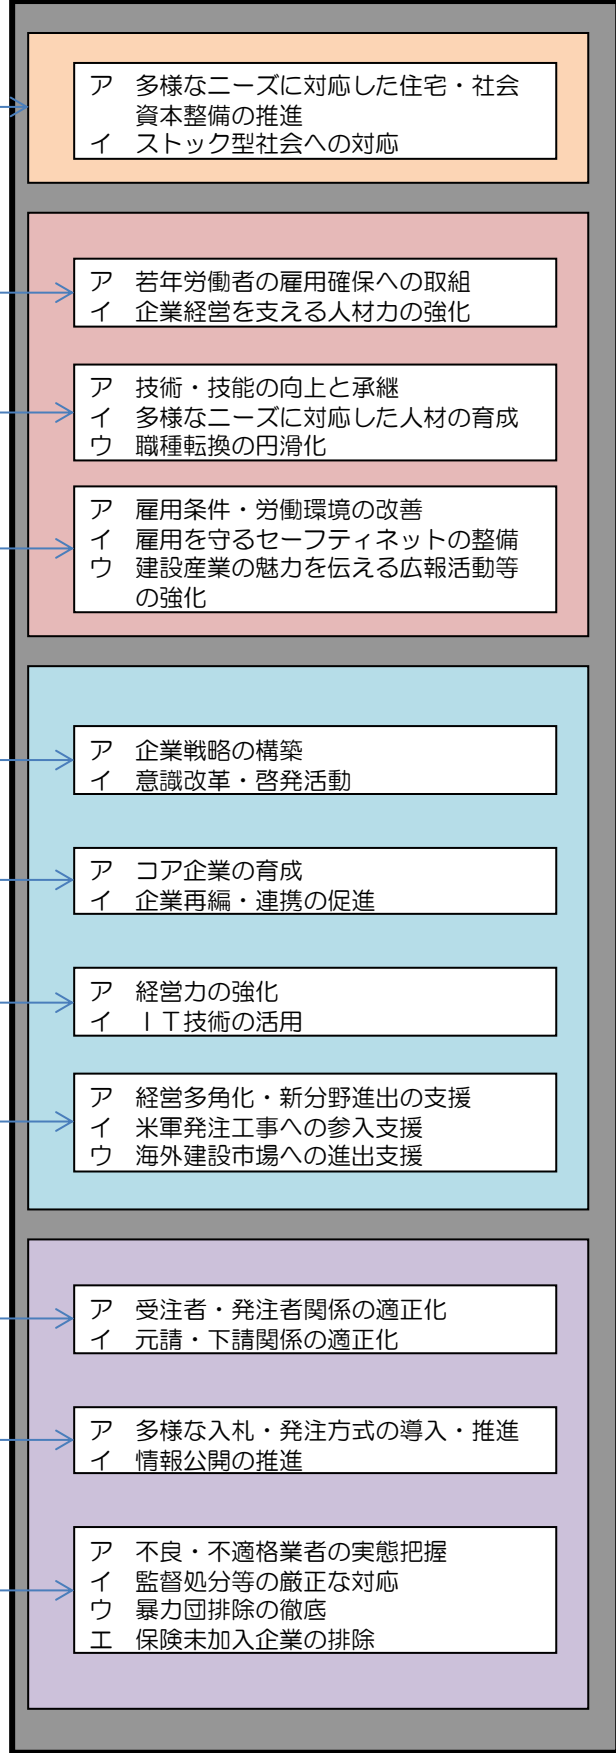 ア　多様なニーズに対応した住宅・社会
資本整備の推進
イ　ストック型社会への対応
ア　若年労働者の雇用確保への取組
イ　企業経営を支える人材力の強化
ア　技術・技能の向上と承継
イ　多様なニーズに対応した人材の育成
ウ　職種転換の円滑化
ア　雇用条件・労働環境の改善
イ　雇用を守るセーフティネットの整備
ウ　建設産業の魅力を伝える広報活動等
の強化
ア　企業戦略の構築
イ　意識改革・啓発活動
ア　コア企業の育成
イ　企業再編・連携の促進
ア　経営力の強化
イ　ＩＴ技術の活用
ア　経営多角化・新分野進出の支援
イ　米軍発注工事への参入支援
ウ　海外建設市場への進出支援
ア　受注者・発注者関係の適正化
イ　元請・下請関係の適正化
ア　多様な入札・発注方式の導入・推進
イ　情報公開の推進
ア　不良・不適格業者の実態把握
イ　監督処分等の厳正な対応
ウ　暴力団排除の徹底
エ　保険未加入企業の排除